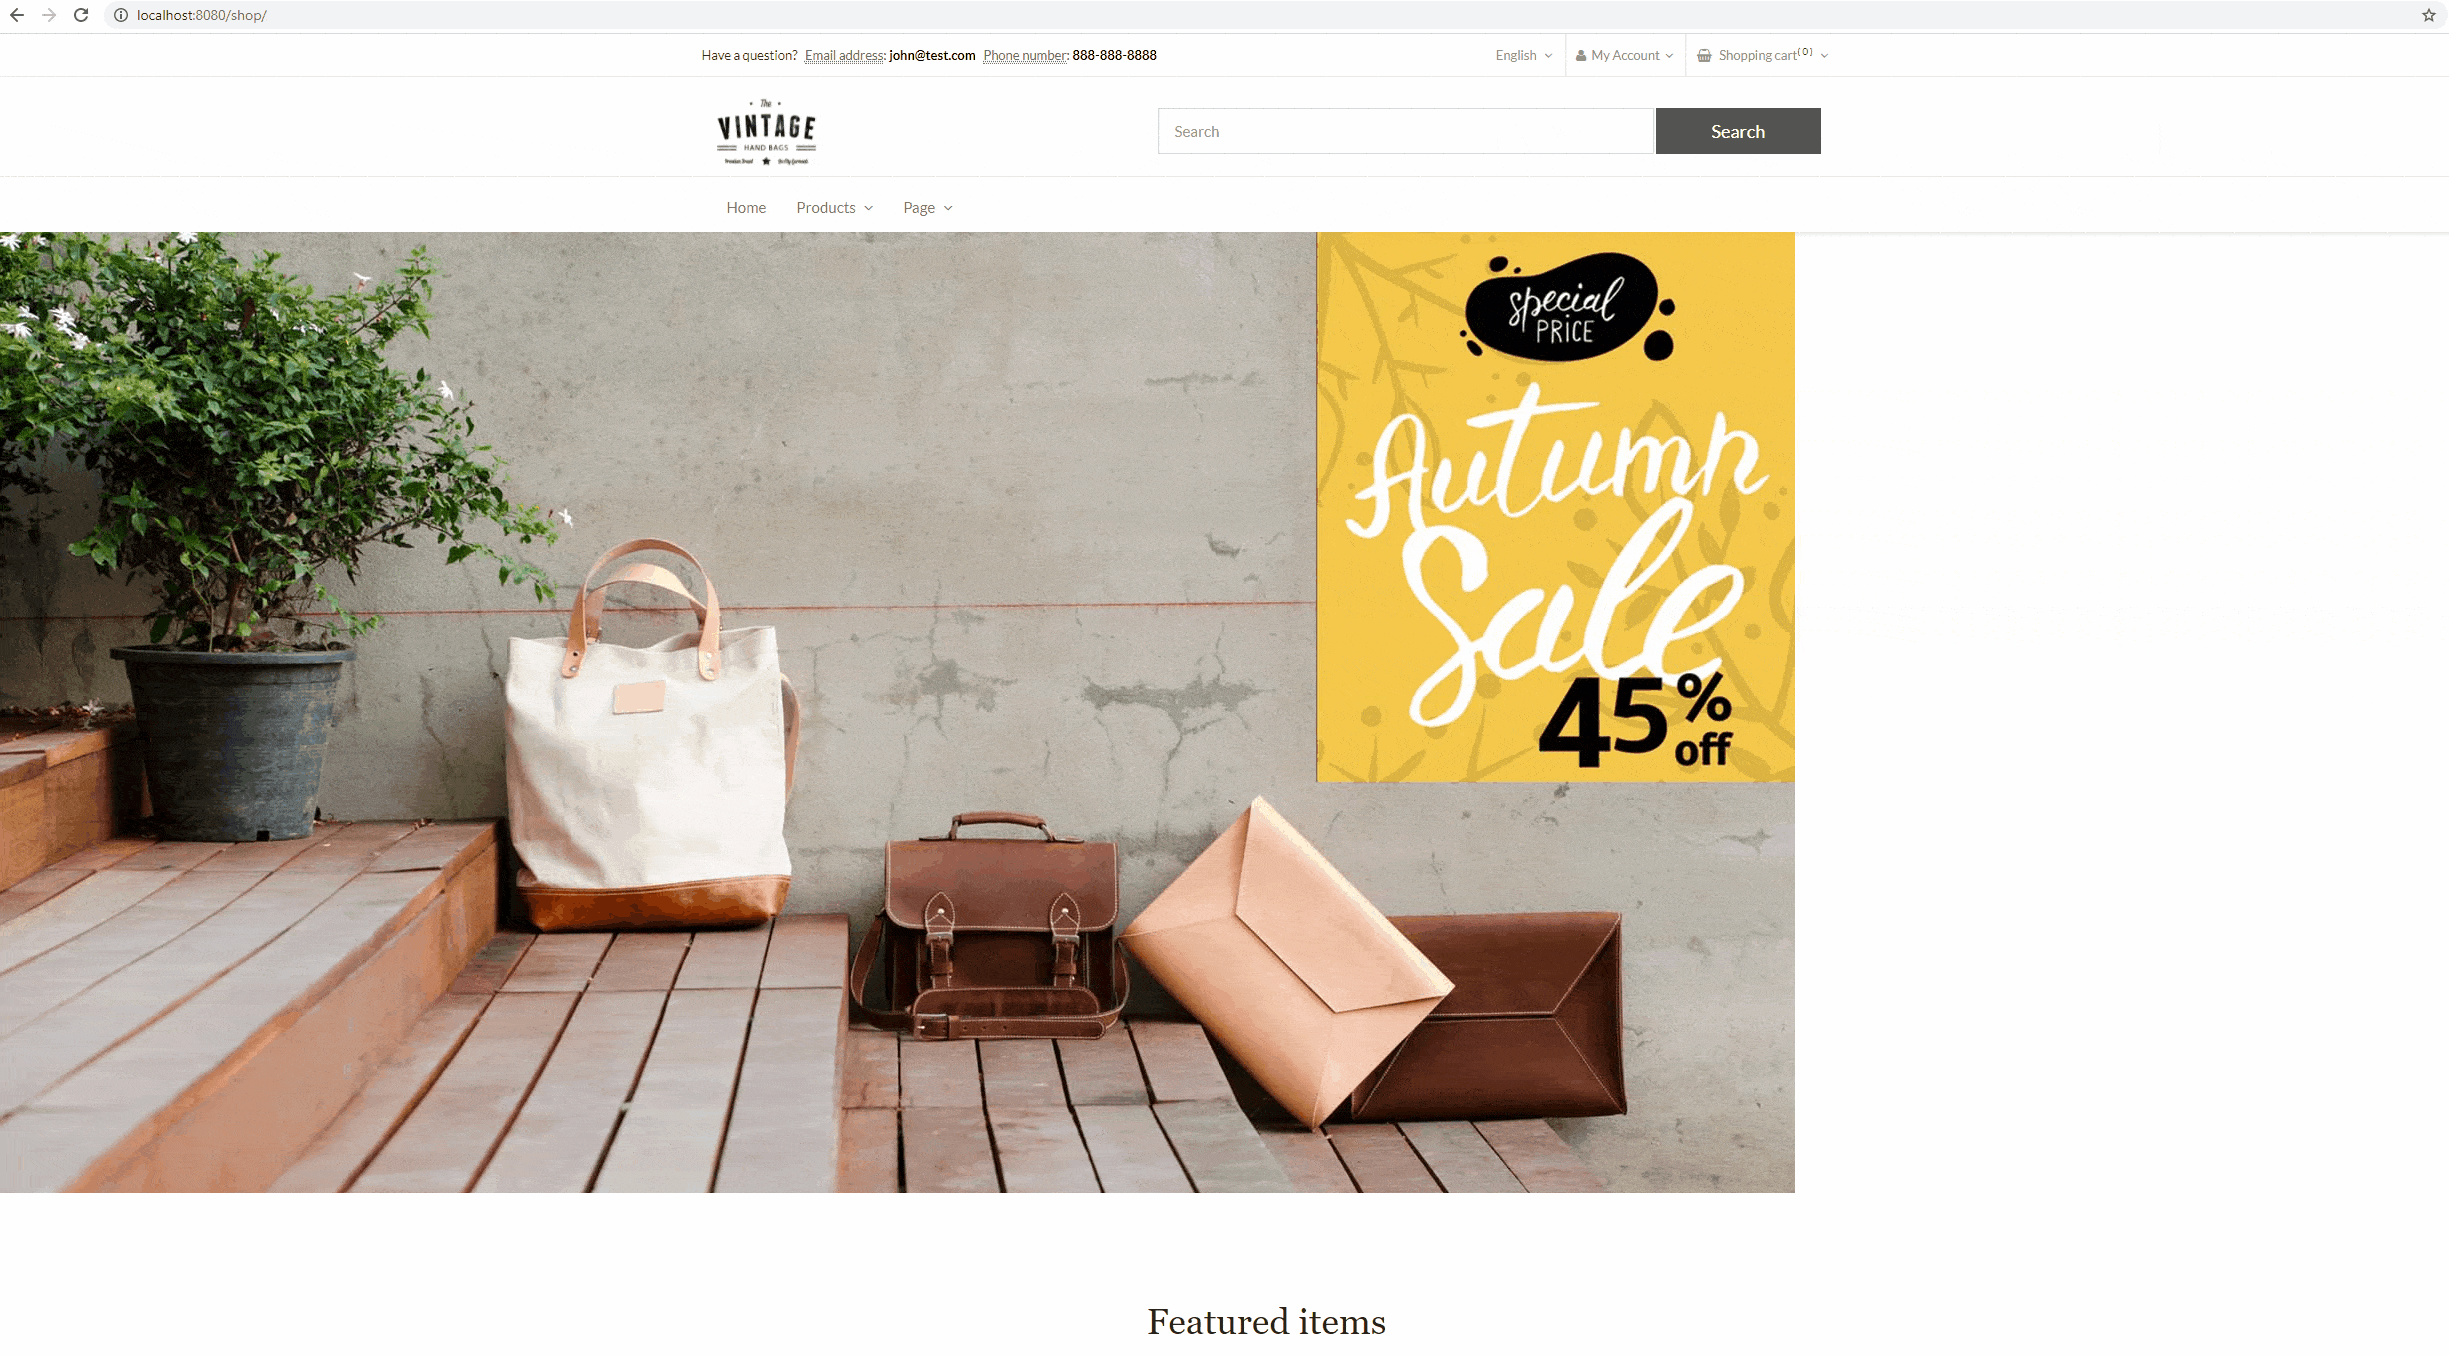 localhost:8080/shop/
Have a question? Email address: john@test.com Phone number: 888-888-8888
English My Account Shopping cart(0)
The
VINTAGE
HAND BAGS
Search Search
Home Products Page
special
PRICE
Autumn
Sale
45%
off
Featured items